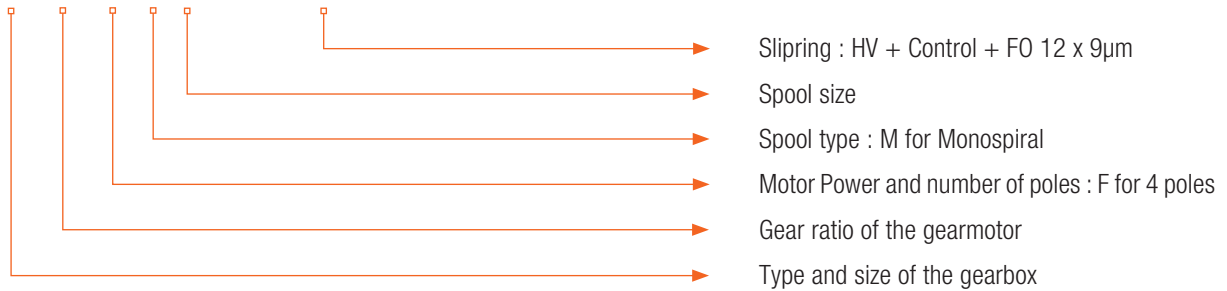 Slipring : HV + Control + FO 12 x 9µm
Spool size
Spool type : M for Monospiral
Motor Power and number of poles : F for 4 poles
Gear ratio of the gearmotor
Type and size of the gearbox